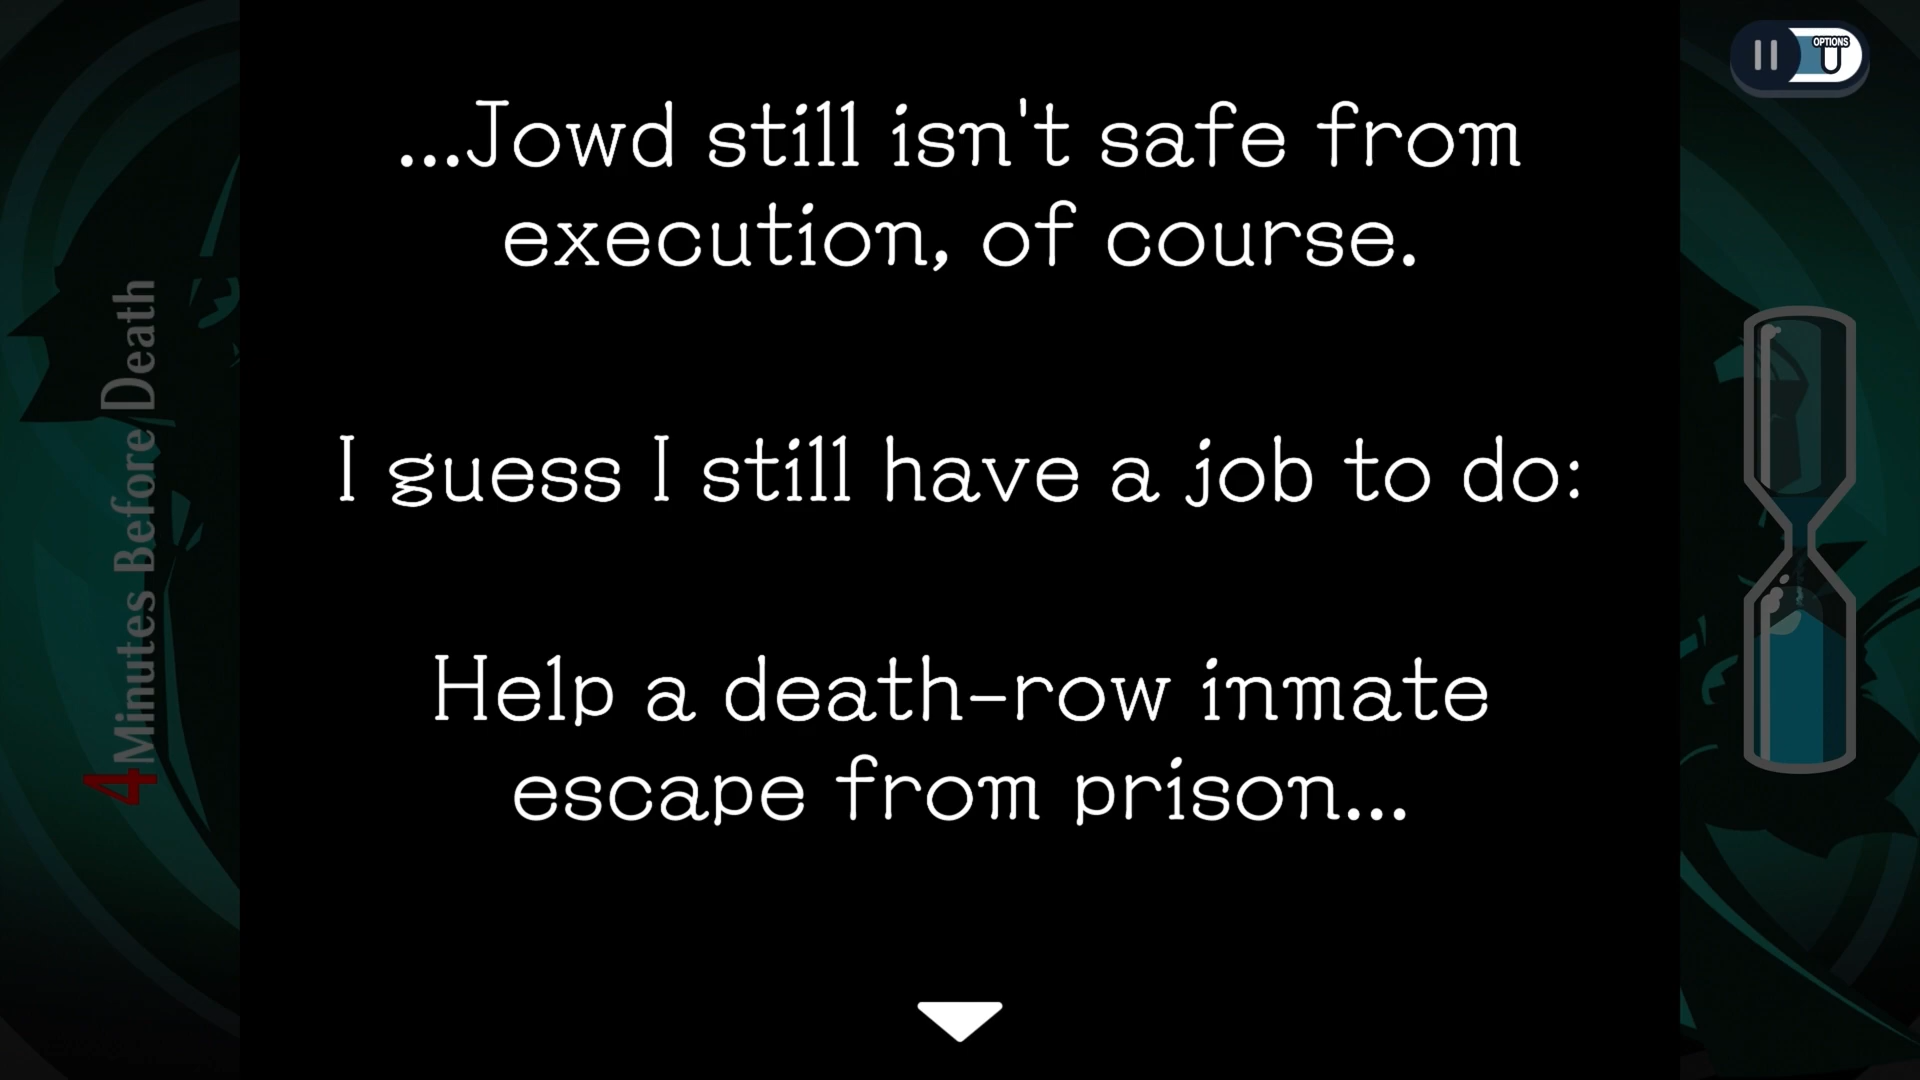 OPTIONS
...Jowd still isn't safe from
execution, of course.
I guess I still have a job to do:
Help a death-row inmate
escape from prison...
4 Minutes Before Death